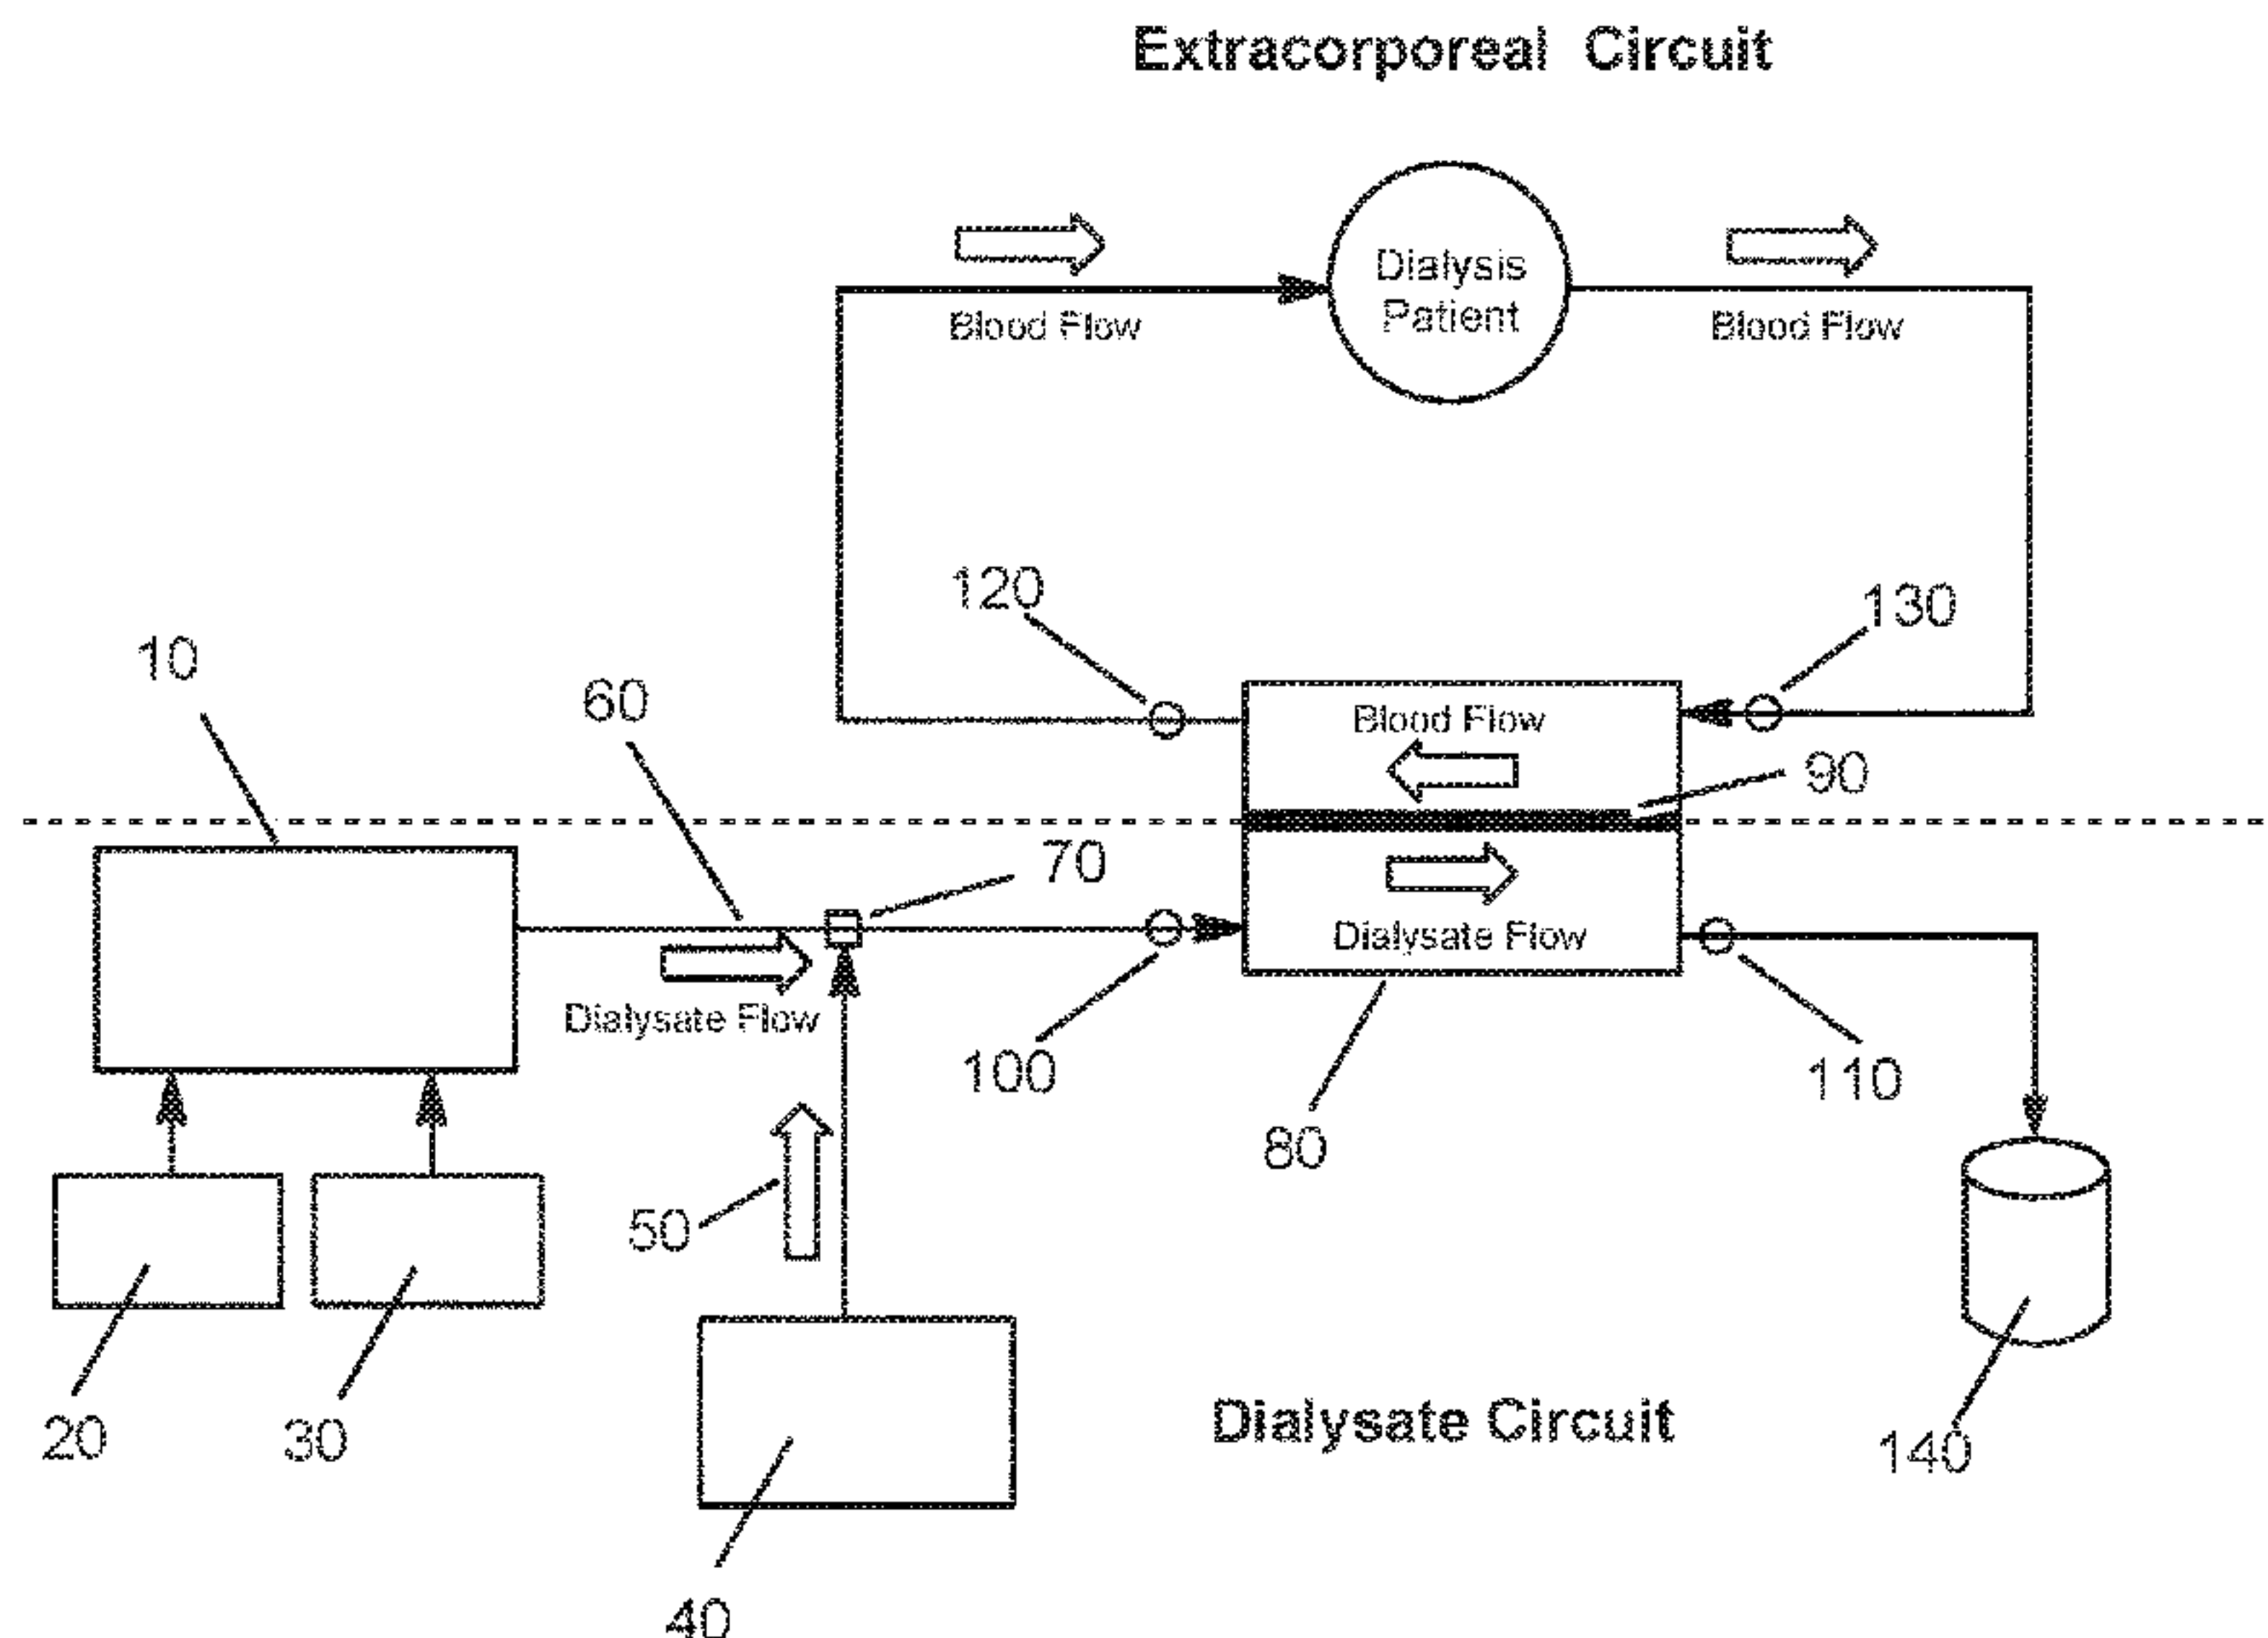 Extracorporeal Circuit
Dialysis
Patient
Blood Flow
Blood Flow
120
130
10
60
Blood Flow
90
70
Dialysate Flow
Dialysate Flow
100
110
80
50
20
30
Dialysate Circuit
140
40